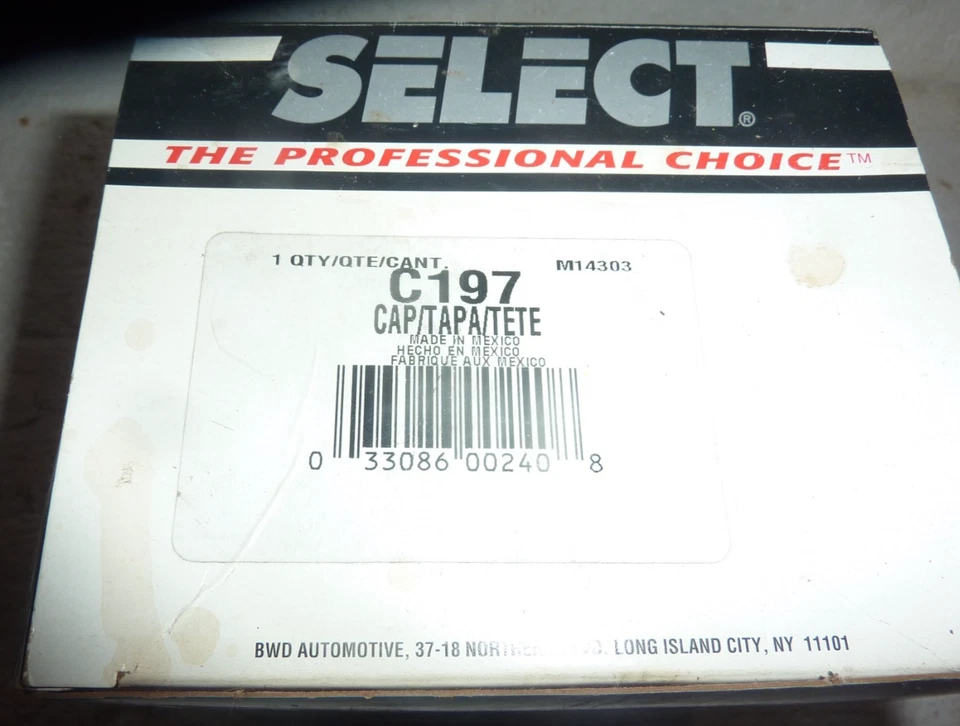 SELECT®
THE PROFESSIONAL CHOICE™
1 QTY/QTE/CANT. M14303
C197
CAP/TAPA/TETE
MADE IN MEXICO
HECHO EN MEXICO
FABRIQUE AUX MEXICO
0 33086 00240 8
BWD AUTOMOTIVE, 37-18 LONG ISLAND CITY, NY 11101